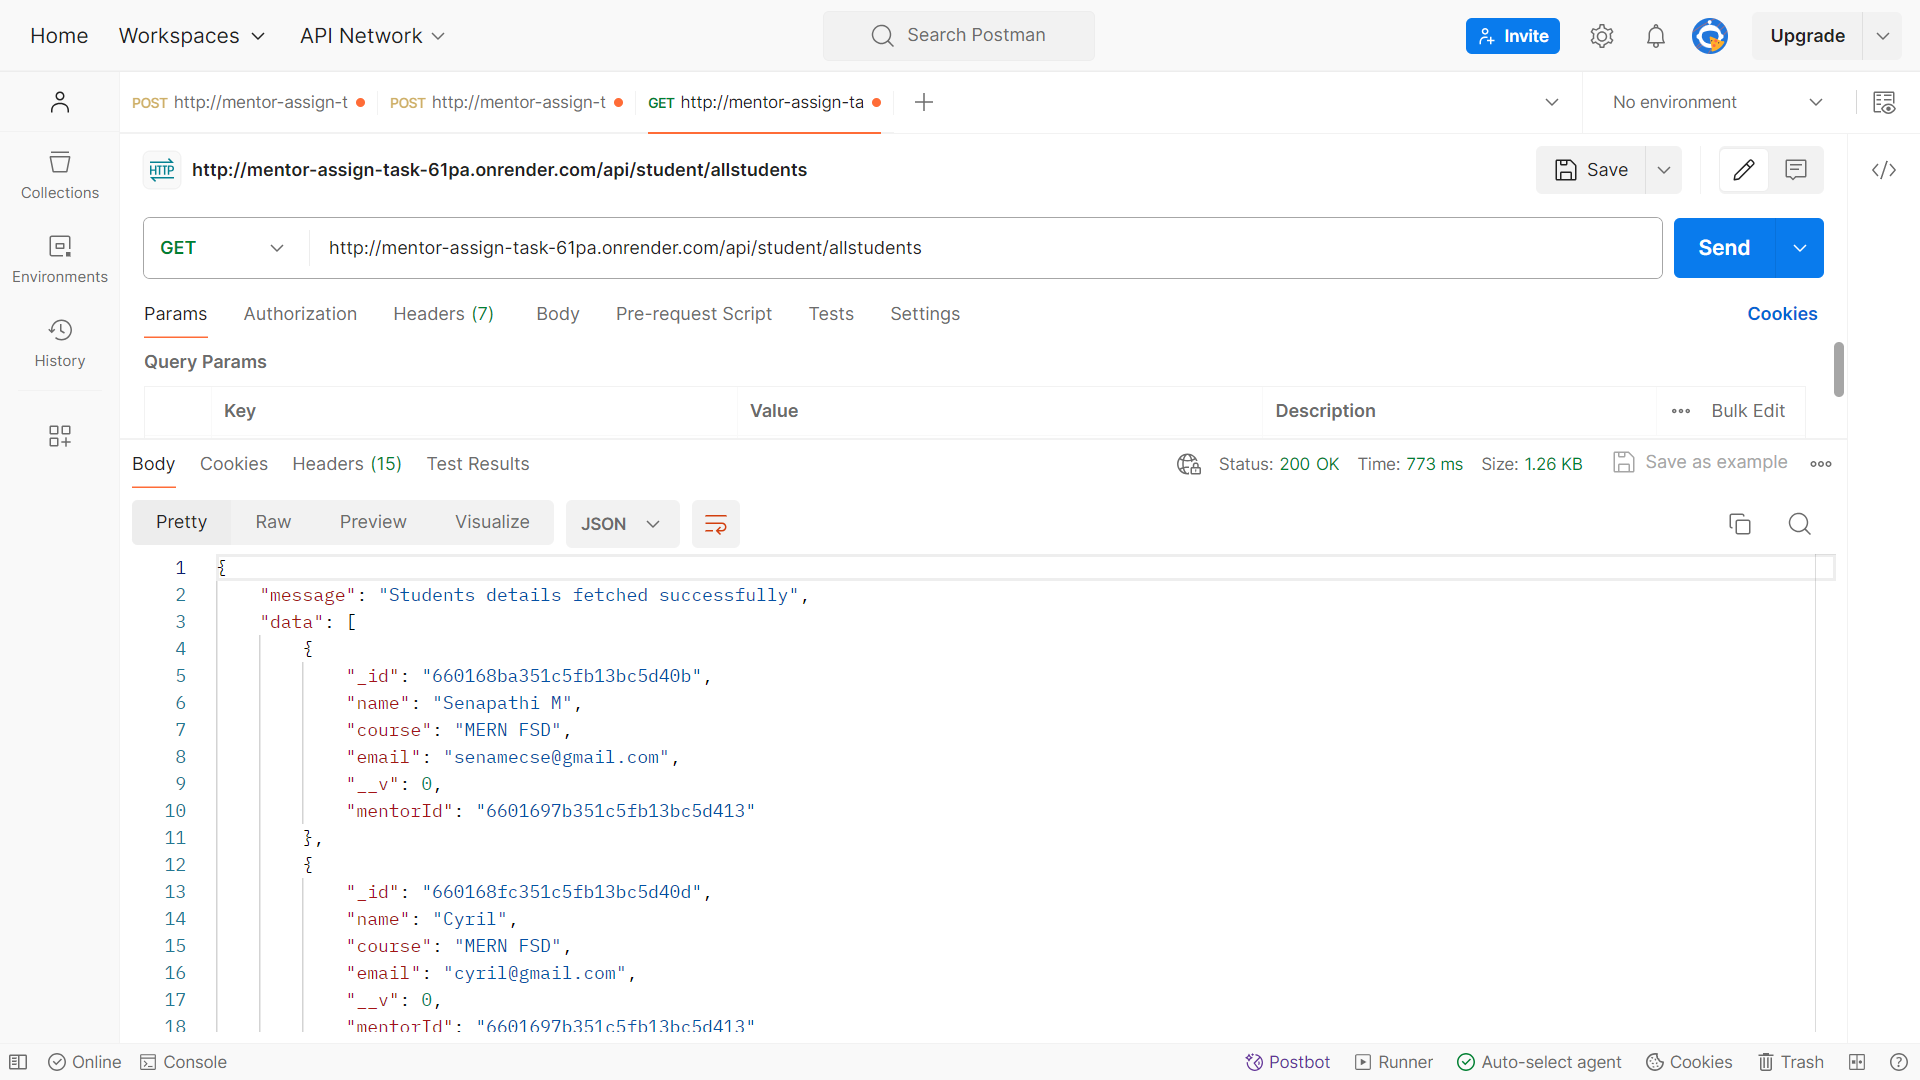 Home Workspaces API Network Search Postman Invite Upgrade
POST http://mentor-assign-t POST http://mentor-assign-t GET http://mentor-assign-ta No environment
HTTP http://mentor-assign-task-61pa.onrender.com/api/student/allstudents Save
Collections
GET http://mentor-assign-task-61pa.onrender.com/api/student/allstudents Send
Environments
Params Authorization Headers (7) Body Pre-request Script Tests Settings Cookies
History
Query Params
Key Value Description Bulk Edit
Body Cookies Headers (15) Test Results Status: 200 OK Time: 773 ms Size: 1.26 KB Save as example
Pretty Raw Preview Visualize JSON
1 {
2 "message": "Students details fetched successfully",
3 "data": [
4 {
5 "_id": "660168ba351c5fb13bc5d40b",
6 "name": "Senapathi M",
7 "course": "MERN FSD",
8 "email": "senamecse@gmail.com",
9 "__v": 0,
10 "mentorId": "6601697b351c5fb13bc5d413"
11 },
12 {
13 "_id": "660168fc351c5fb13bc5d40d",
14 "name": "Cyril",
15 "course": "MERN FSD",
16 "email": "cyril@gmail.com",
17 "__v": 0,
18 "mentorId": "6601697b351c5fb13bc5d413"
Online Console Postbot Runner Auto-select agent Cookies Trash